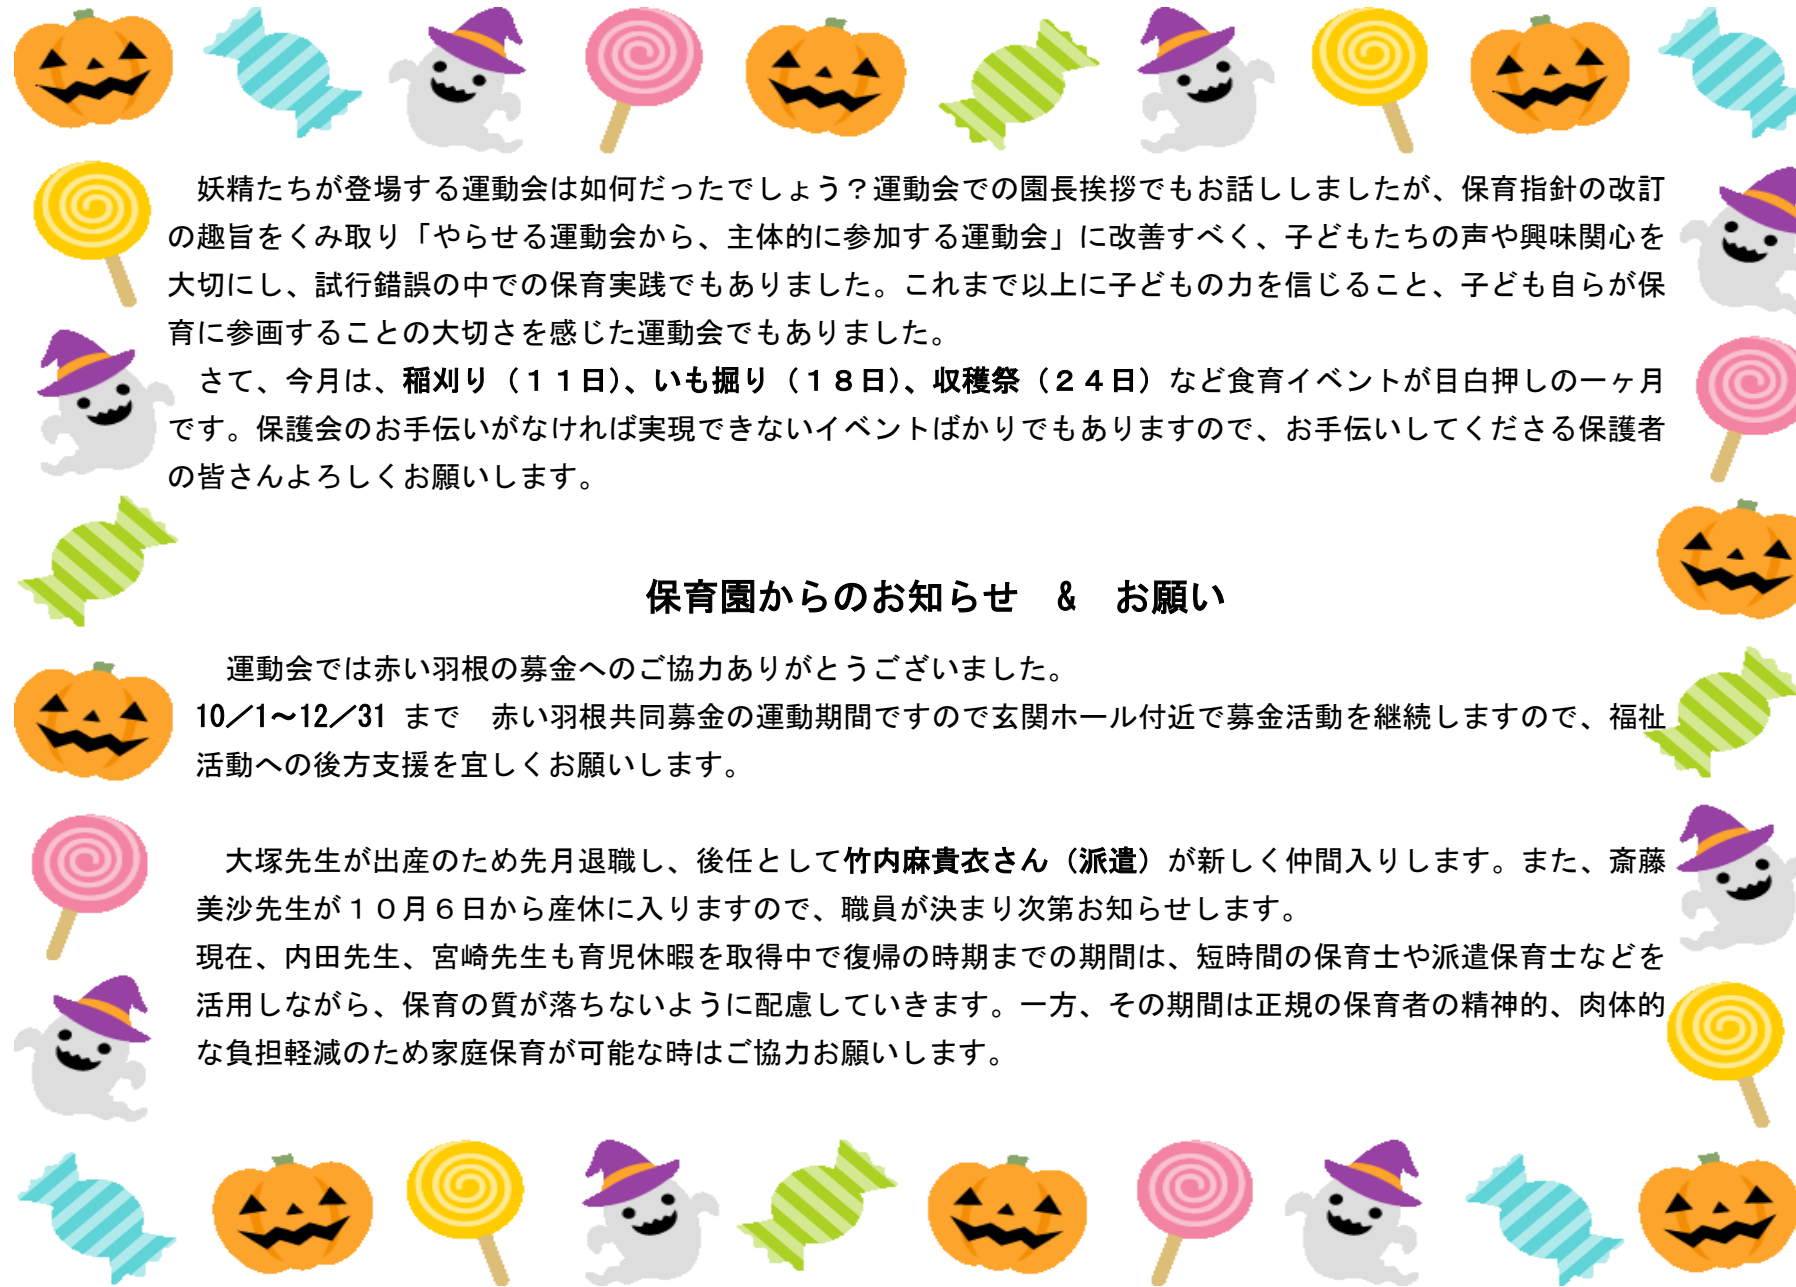 妖精たちが登場する運動会は如何だったでしょう？運動会での園長挨拶でもお話ししましたが、保育指針の改訂
の趣旨をくみ取り「やらせる運動会から、主体的に参加する運動会」に改善すべく、子どもたちの声や興味関心を
大切にし、試行錯誤の中での保育実践でもありました。これまで以上に子どもの力を信じること、子ども自らが保
育に参画することの大切さを感じた運動会でもありました。
さて、今月は、稲刈り（１１日）、いも掘り（１８日）、収穫祭（２４日）など食育イベントが目白押しの一ヶ月
です。保護会のお手伝いがなければ実現できないイベントばかりでもありますので、お手伝いしてくださる保護者
の皆さんよろしくお願いします。
保育園からのお知らせ　＆　お願い
運動会では赤い羽根の募金へのご協力ありがとうございました。
10／1～12／31 まで　赤い羽根共同募金の運動期間ですので玄関ホール付近で募金活動を継続しますので、福祉
活動への後方支援を宜しくお願いします。
大塚先生が出産のため先月退職し、後任として竹内麻貴衣さん（派遣）が新しく仲間入りします。また、斎藤
美沙先生が１０月６日から産休に入りますので、職員が決まり次第お知らせします。
現在、内田先生、宮崎先生も育児休暇を取得中で復帰の時期までの期間は、短時間の保育士や派遣保育士などを
活用しながら、保育の質が落ちないように配慮していきます。一方、その期間は正規の保育者の精神的、肉体的
な負担軽減のため家庭保育が可能な時はご協力お願いします。